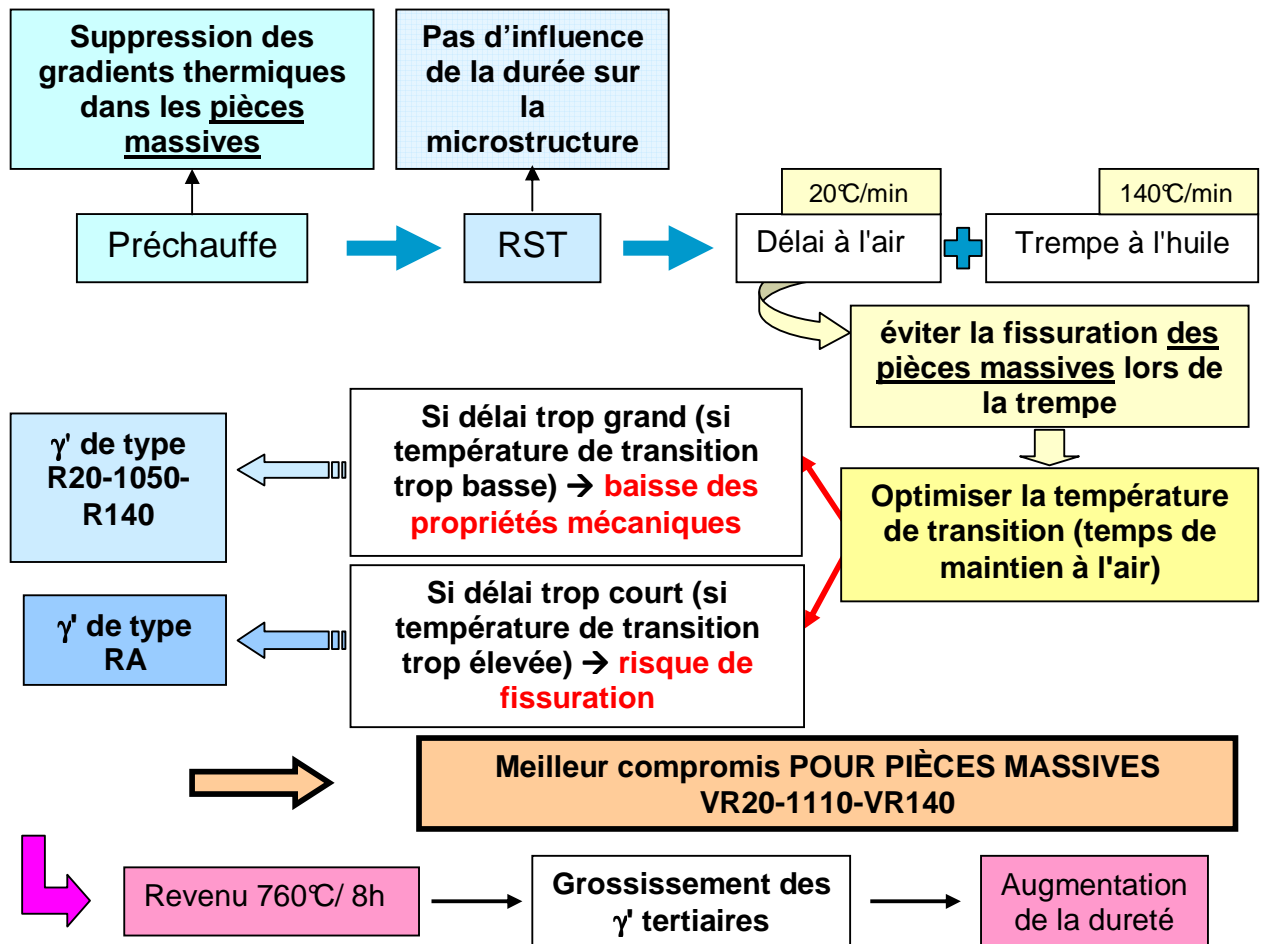 Suppression des
gradients thermiques
dans les pièces
massives
Pas d’influence
de la durée sur
la
microstructure
Préchauffe
RST
20°C/min
Délai à l'air
140°C/min
Trempe à l'huile
éviter la fissuration des
pièces massives lors de
la trempe
γ' de type
R20-1050-
R140
Si délai trop grand (si
température de transition
trop basse) → baisse des
propriétés mécaniques
Optimiser la température
de transition (temps de
maintien à l'air)
γ' de type
RA
Si délai trop court (si
température de transition
trop élevée) → risque de
fissuration
Meilleur compromis POUR PIÈCES MASSIVES
VR20-1110-VR140
Revenu 760°C/ 8h
Grossissement des
γ' tertiaires
Augmentation
de la dureté